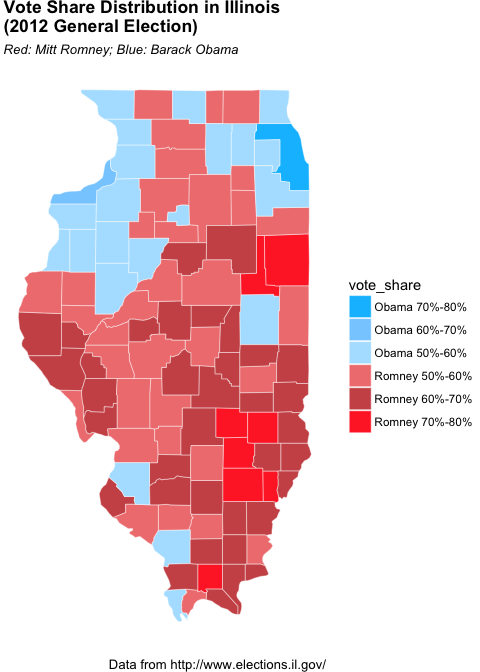 Vote Share Distribution in Illinois
(2012 General Election)
Red: Mitt Romney; Blue: Barack Obama
vote_share
Obama 70%-80%
Obama 60%-70%
Obama 50%-60%
Romney 50%-60%
Romney 60%-70%
Romney 70%-80%
Data from http://www.elections.il.gov/